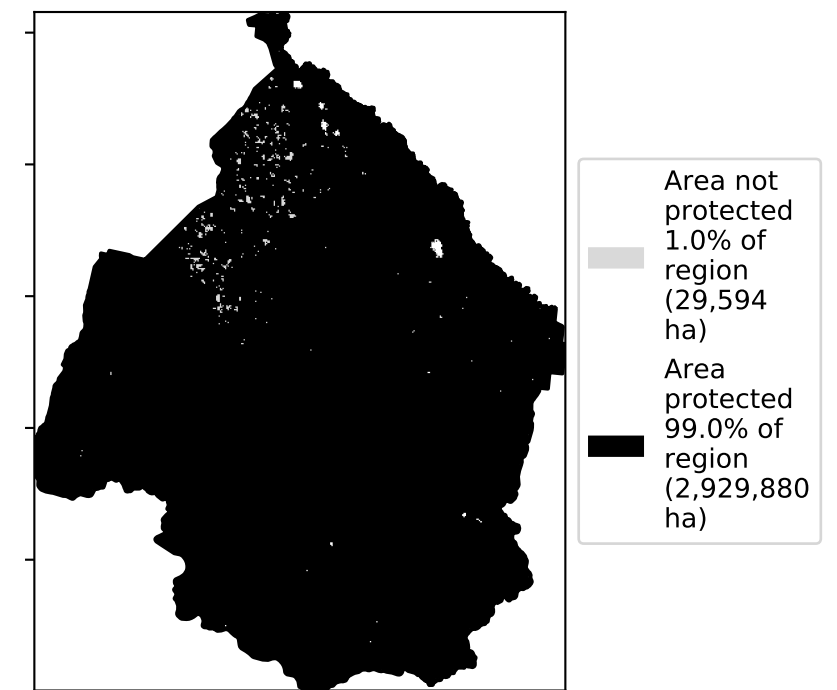 Area not
protected
1.0% of
region
(29,594
ha)
Area
protected
99.0% of
region
(2,929,880
ha)